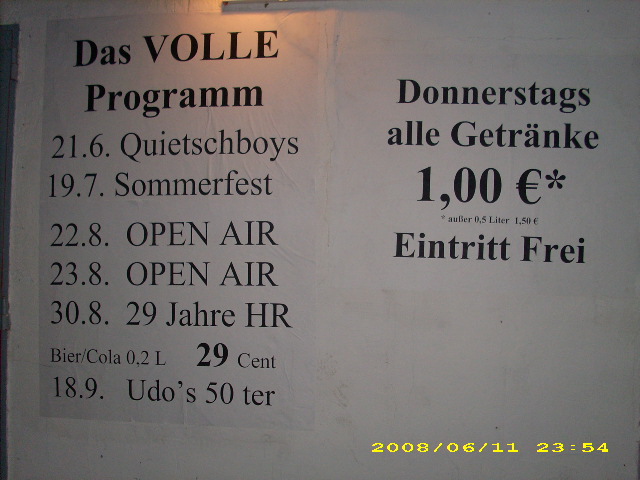 Das VOLLE
Programm
21.6. Quietschboys
19.7. Sommerfest
22.8. OPEN AIR
23.8. OPEN AIR
30.8. 29 Jahre HR
Bier/Cola 0,2 L 29 Cent
18.9. Udo's 50 ter
Donnerstags
alle Getränke
1,00 €*
* außer 0,5 Liter 1,50 €
Eintritt Frei
2008/06/11 23:54